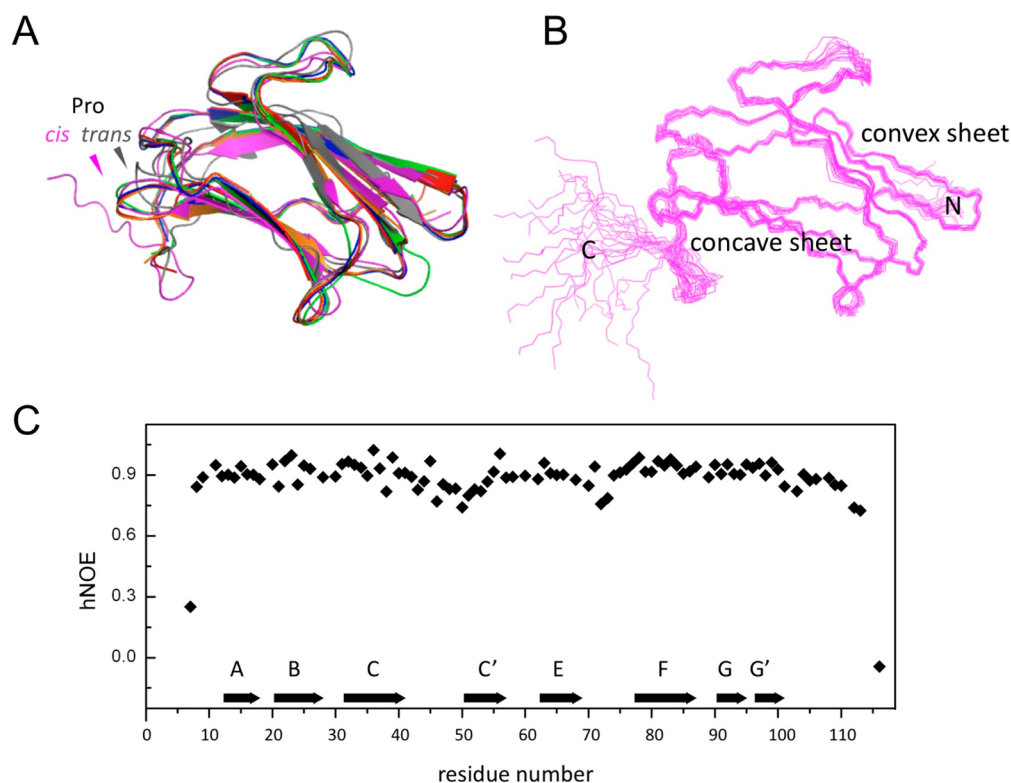 A
B
Pro
cis trans
convex sheet
N
C
concave sheet
C
hNOE
0.9
0.6
0.3
0.0
A B C C’ E F G G’
0 10 20 30 40 50 60 70 80 90 100 110
residue number